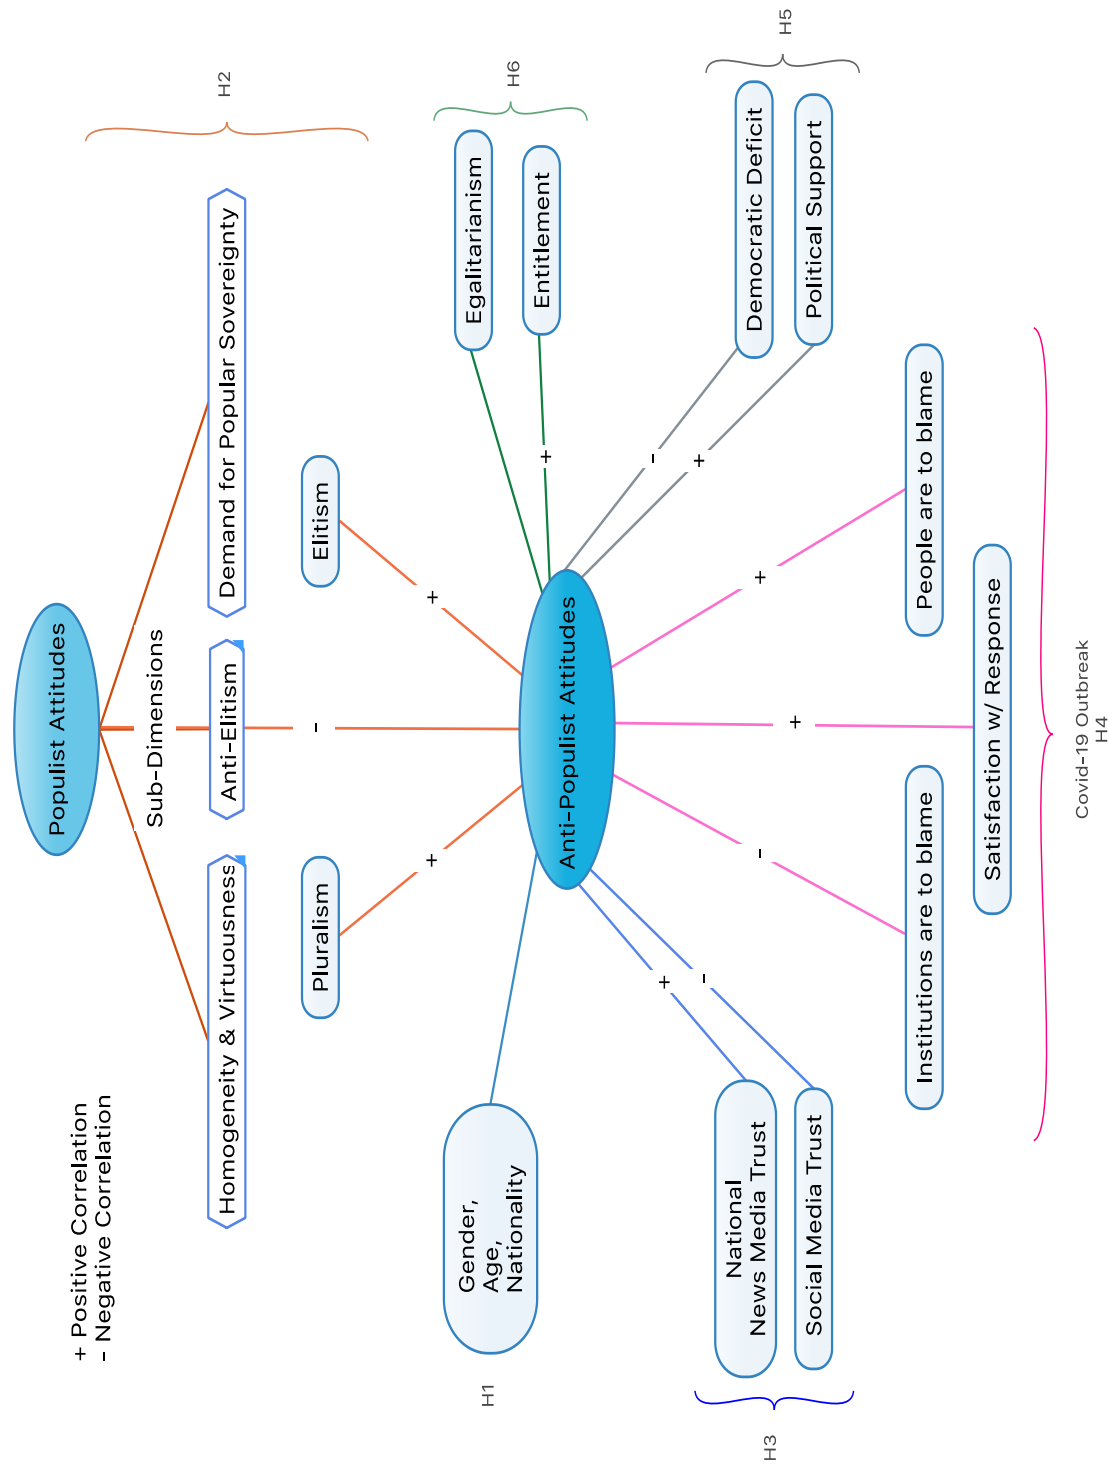 Populist Attitudes
+ Positive Correlation
- Negative Correlation
Sub-Dimensions
H2
Homogeneity & Virtuousness
Anti-Elitism
Demand for Popular Sovereignty
Pluralism
-
Elitism
+
+
H1
Gender,
Age,
Nationality
Anti-Populist Attitudes
Egalitarianism
Entitlement
+
H6
H3
National
News Media Trust
Social Media Trust
+
-
-
+
+
-
+
Democratic Deficit
Political Support
H5
Institutions are to blame
People are to blame
Satisfaction w/ Response
Covid-19 Outbreak
H4